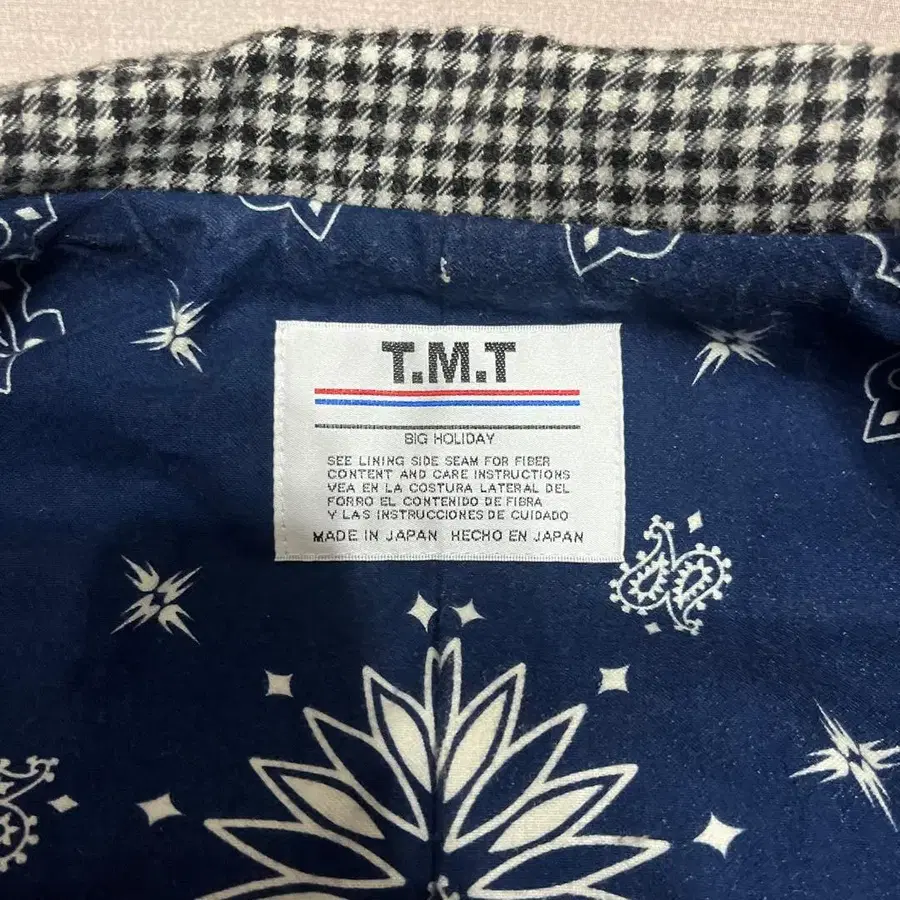 T.M.T
BIG HOLIDAY
SEE LINING SIDE SEAM FOR FIBER
CONTENT AND CARE INSTRUCTIONS
VEA EN LA COSTURA LATERAL DEL
FORRO EL CONTENIDO DE FIBRA
Y LAS INSTRUCCIONES DE CUIDADO
MADE IN JAPAN HECHO EN JAPAN